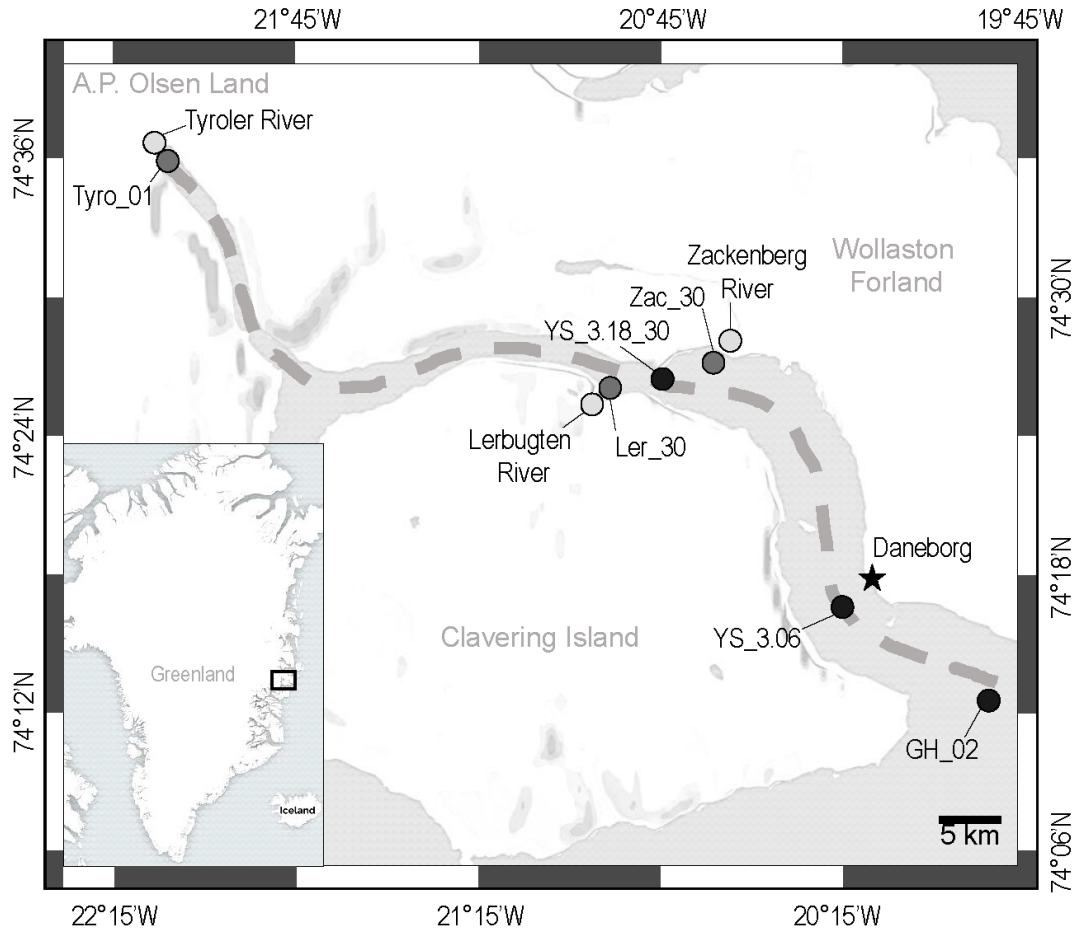 21°45'W
20°45'W
19°45'W
A.P. Olsen Land
Tyroler River
74°36'N
Tyro_01
Wollaston
Forland
Zackenberg
River
Zac_30
74°30'N
YS_3.18_30
74°24'N
Lerbugten
River
Ler_30
Daneborg
74°18'N
Clavering Island
YS_3.06
Greenland
74°12'N
GH_02
Iceland
5 km
74°06'N
22°15'W
21°15'W
20°15'W